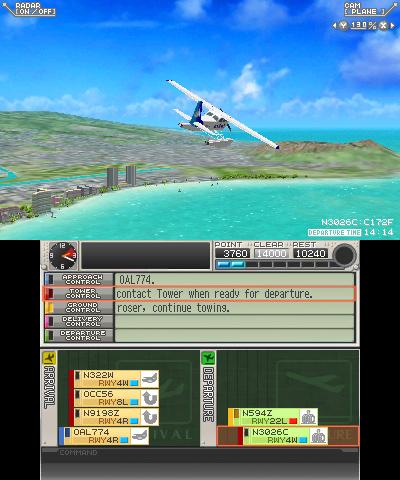 RADAR
[ON/OFF]
CAM
[PLANE]
Y 130% X
N3026C:C172F
DEPARTURE TIME 14:14
POINT CLEAR REST
3760 14000 10240
APPROACH CONTROL OAL774.
TOWER CONTROL contact Tower when ready for departure.
GROUND CONTROL roser, continue towing.
DELIVERY CONTROL
DEPARTURE CONTROL
ARRIVAL
N322W
RWY4W
OCC56
RWY8L
N9198Z
RWY4R
OAL774
RWY4R
DEPARTURE
N594Z
RWY22L
N3026C
RWY4W
COMMAND